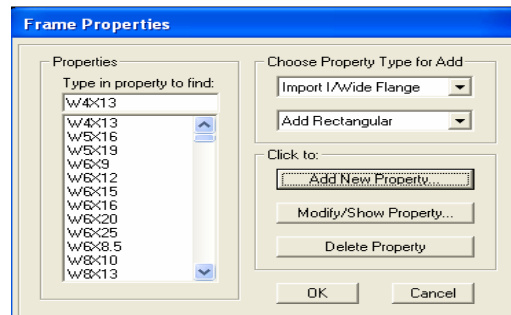 Frame Properties
Properties
Type in property to find:
W4X13
W4X13
W5X16
W5X19
W6X9
W6X12
W6X15
W6X16
W6X20
W6X25
W6X8.5
W8X10
W8X13
Choose Property Type for Add
Import I/Wide Flange
Add Rectangular
Click to:
Add New Property...
Modify/Show Property...
Delete Property
OK Cancel